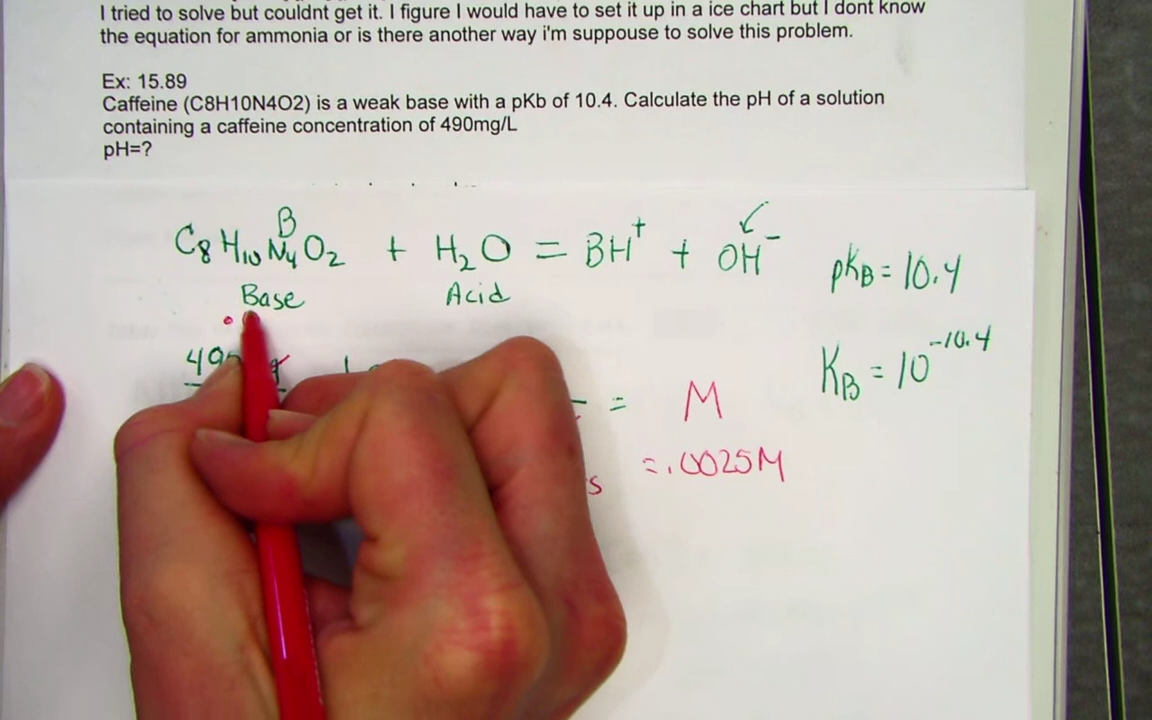 I tried to solve but couldnt get it. I figure I would have to set it up in a ice chart but I dont know
the equation for ammonia or is there another way i'm suppouse to solve this problem.
Ex: 15.89
Caffeine (C8H10N4O2) is a weak base with a pKb of 10.4. Calculate the pH of a solution
containing a caffeine concentration of 490mg/L
pH=?
B
C₈H₁₀N₄O₂ + H₂O = BH⁺ + OH⁻
Base Acid
pKB = 10.4
KB = 10^-10.4
= M
= .0025M